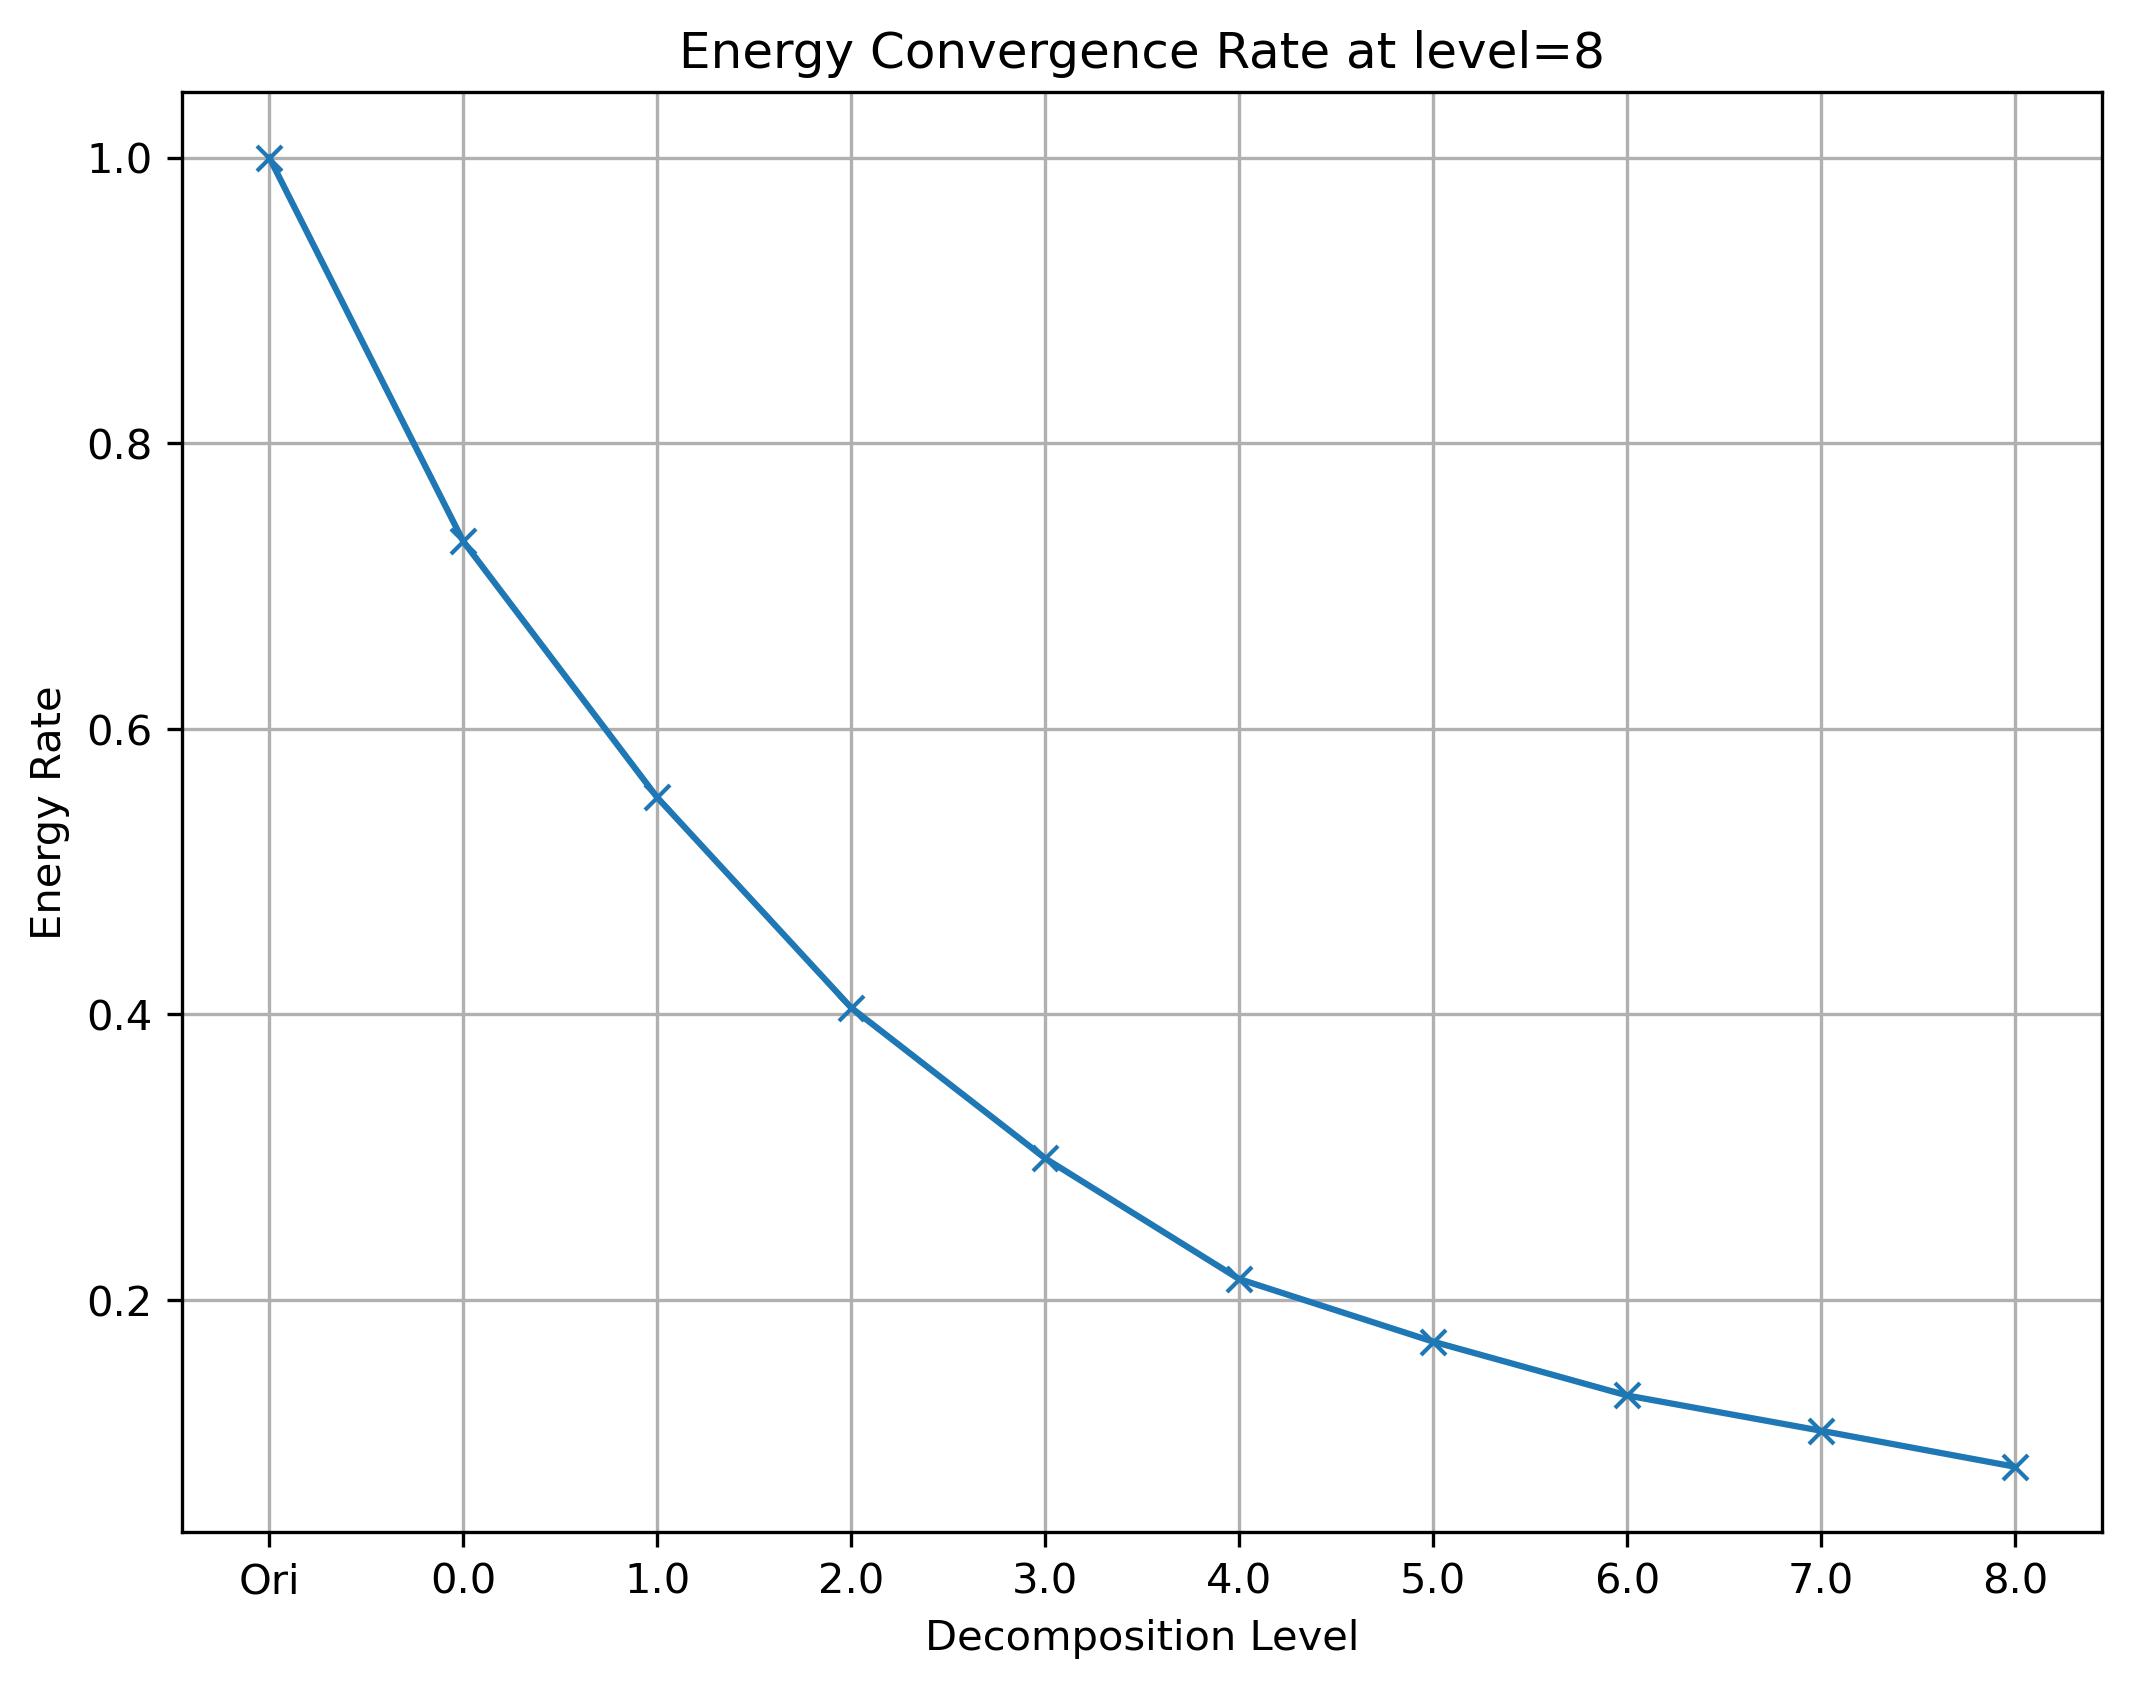 Energy Convergence Rate at level=8
1.0
0.8
0.6
0.4
0.2
Energy Rate
Ori 0.0 1.0 2.0 3.0 4.0 5.0 6.0 7.0 8.0
Decomposition Level